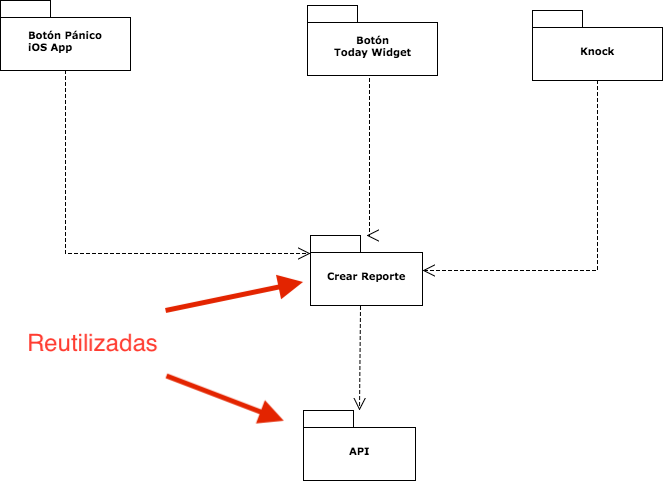 Botón Pánico
iOS App
Botón
Today Widget
Knock
Crear Reporte
Reutilizadas
API